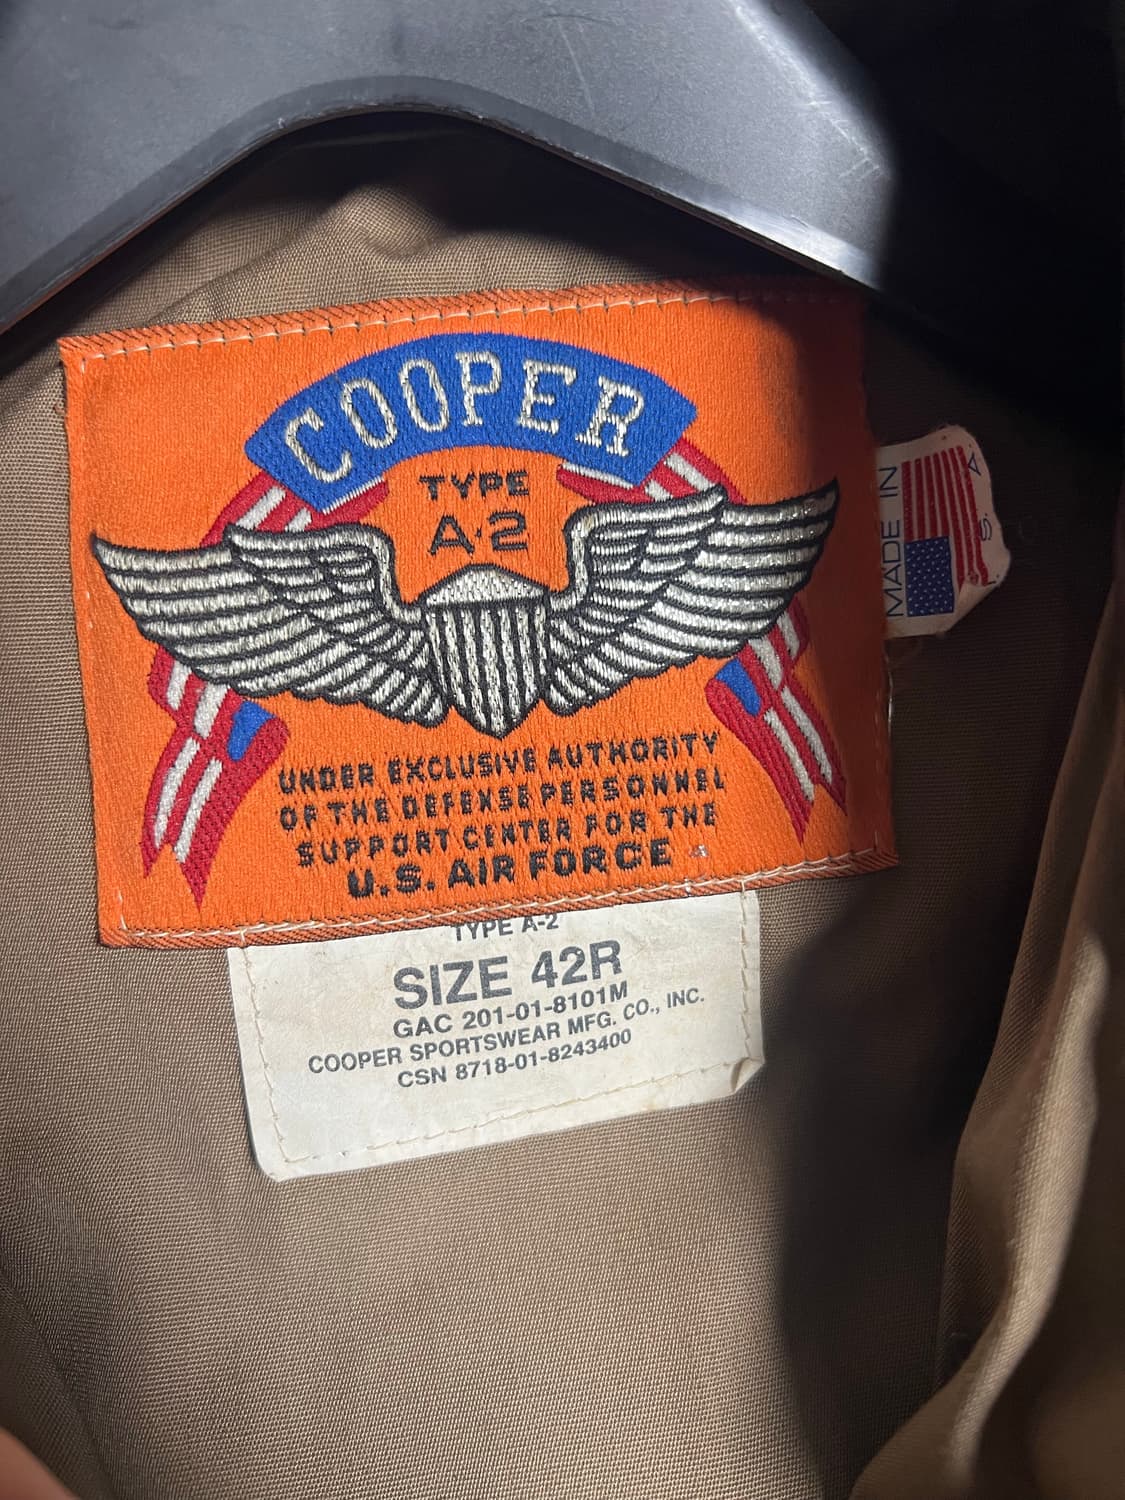 COOPER
TYPE
A-2
UNDER EXCLUSIVE AUTHORITY
OF THE DEFENSE PERSONNEL
SUPPORT CENTER FOR THE
U.S. AIR FORCE
MADE IN
U.S.A
TYPE A-2
SIZE 42R
GAC 201-01-8101M
COOPER SPORTSWEAR MFG. CO., INC.
CSN 8718-01-8243400